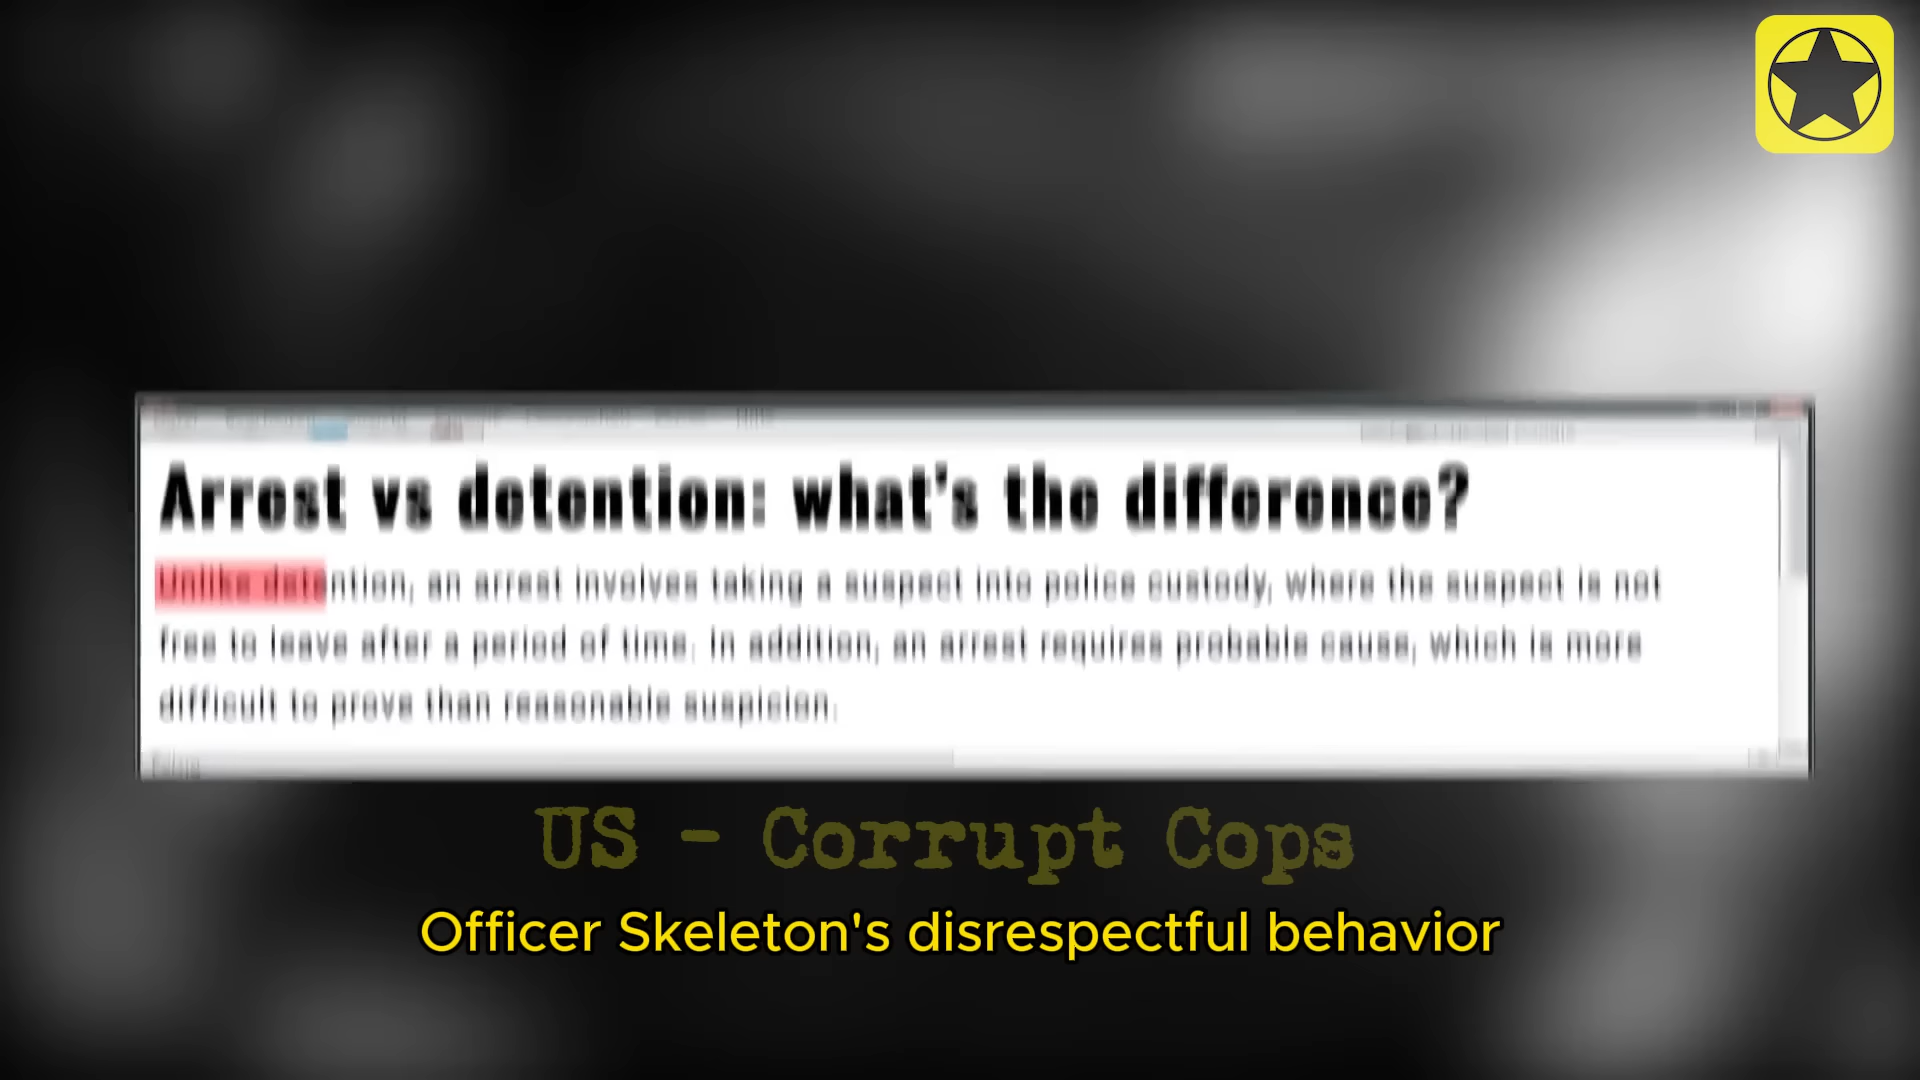 Arrest vs detention: what's the difference?
Unlike detention, an arrest involves taking a suspect into police custody, where the suspect is not
free to leave after a period of time. In addition, an arrest requires probable cause, which is more
difficult to prove than reasonable suspicion.
US - Corrupt Cops
Officer Skeleton's disrespectful behavior